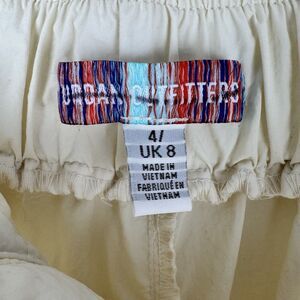 URBAN OUTFITTERS
4/
UK 8
MADE IN
VIETNAM
FABRIQUÉ EN
VIETNAM